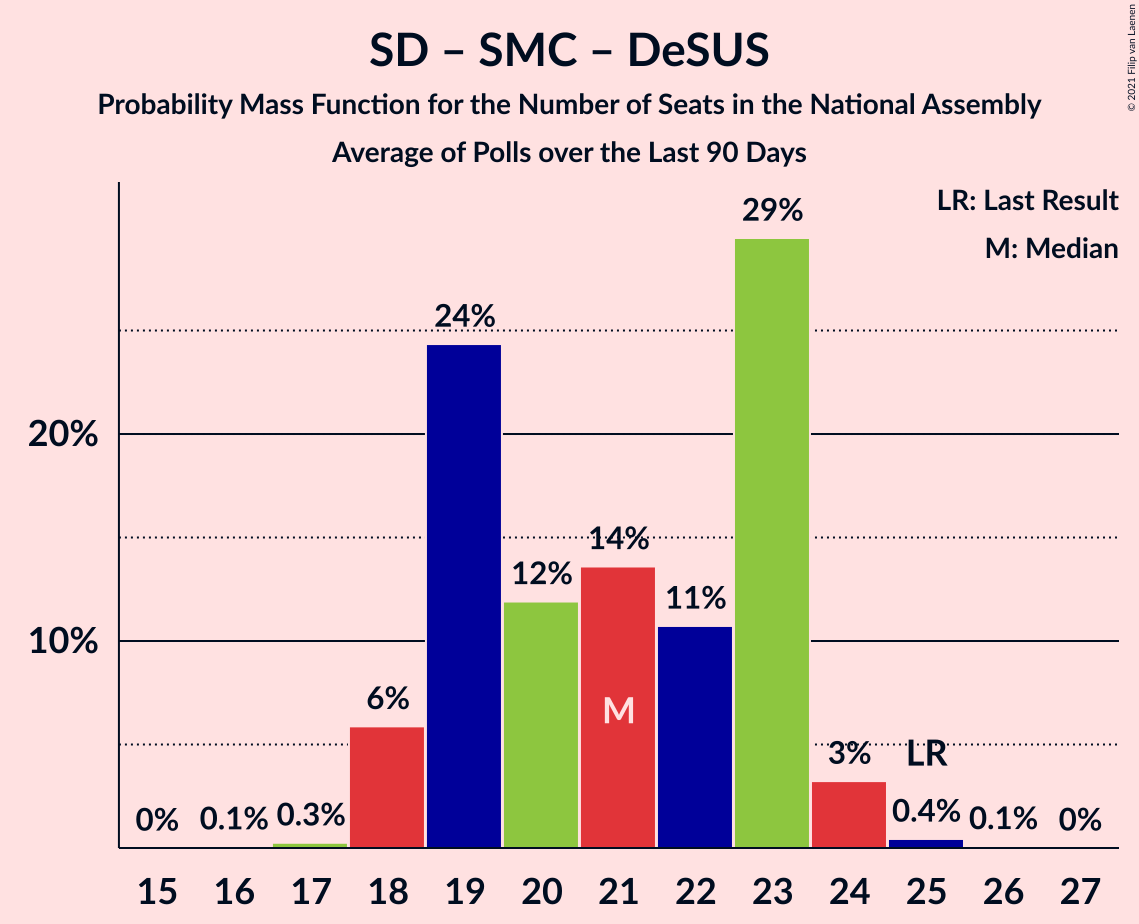 SD – SMC – DeSUS
Probability Mass Function for the Number of Seats in the National Assembly
Average of Polls over the Last 90 Days
© 2021 Filip van Laenen
LR: Last Result
M: Median
29%
24%
20%
14%
12%
11%
10%
M
6%
3%
LR
0%
0.1%
0.3%
0.4%
0.1%
0%
15 16 17 18 19 20 21 22 23 24 25 26 27